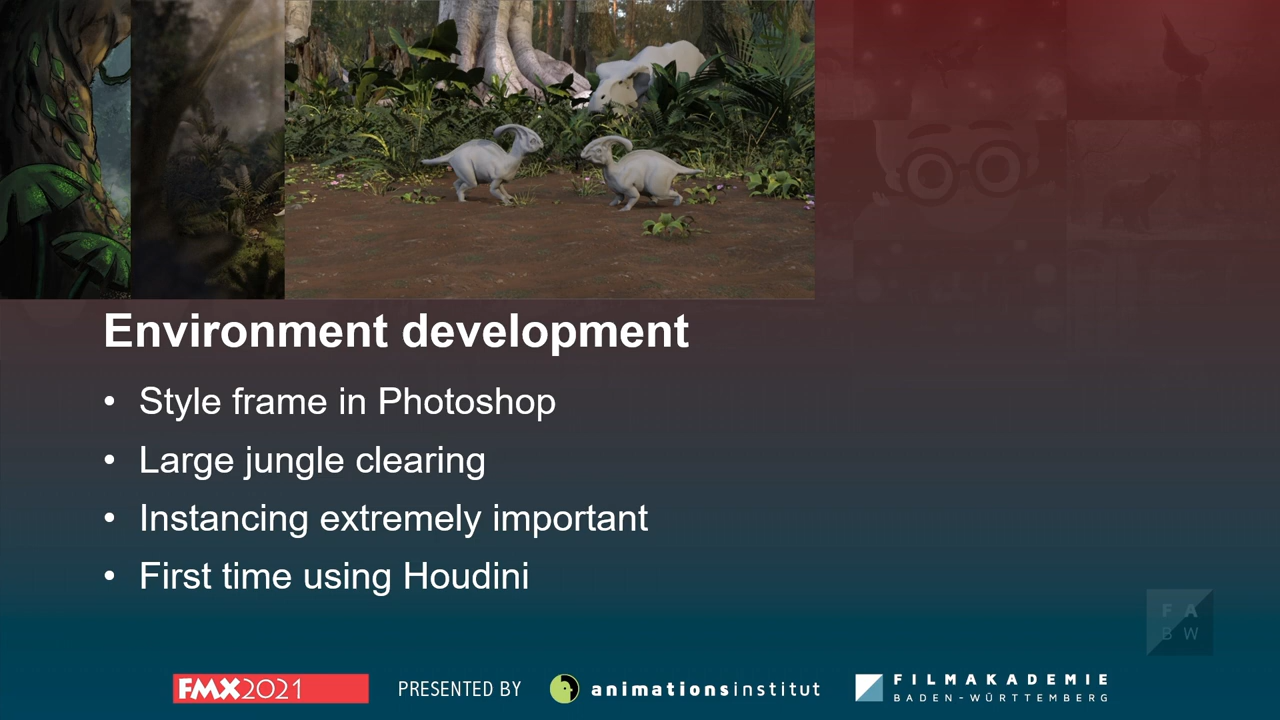 Environment development
• Style frame in Photoshop
• Large jungle clearing
• Instancing extremely important
• First time using Houdini
F A
B W
FMX2021 PRESENTED BY animationsinstitut FILMAKADEMIE
BADEN-WÜRTTEMBERG